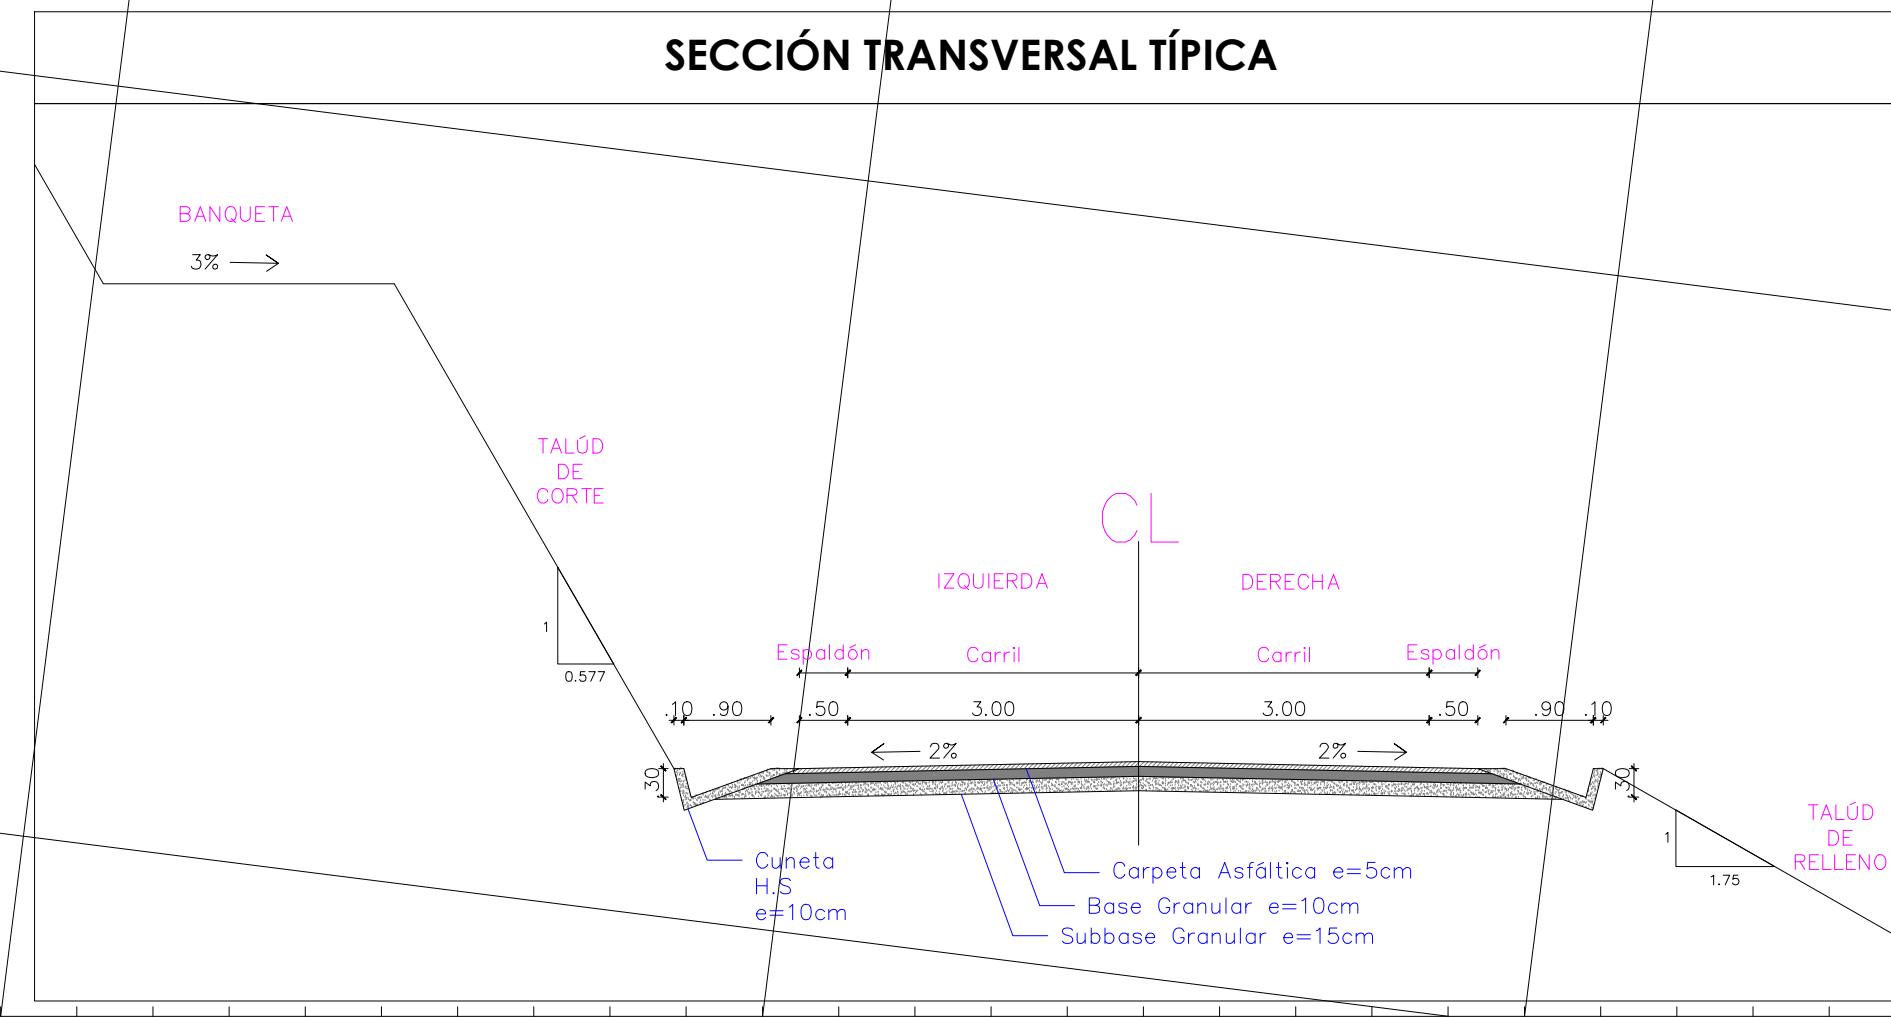 SECCIÓN TRANSVERSAL TÍPICA
BANQUETA
3%
TALÚD
DE
CORTE
CL
IZQUIERDA
DERECHA
1
0.577
Espaldón
Carril
Carril
Espaldón
.10
.90
.50
3.00
3.00
.50
.90
.10
2%
2%
30
30
Cuneta
H.S
e=10cm
Carpeta Asfáltica e=5cm
Base Granular e=10cm
Subbase Granular e=15cm
1
1.75
TALÚD
DE
RELLENO